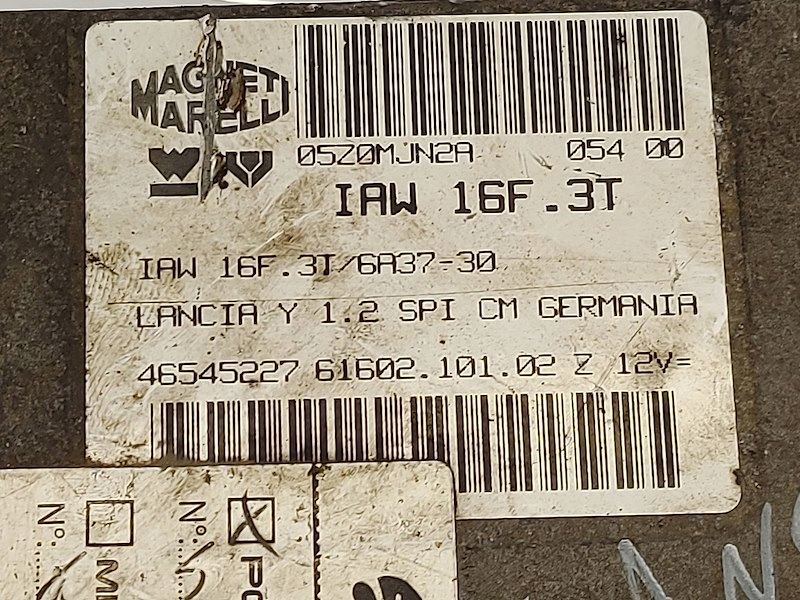 MAGNETI
MARELLI
05Z0MJN2A 054 00
IAW 16F.3T
IAW 16F.3T/6A37-30
LANCIA Y 1.2 SPI CM GERMANIA
46545227 61602.101.02 Z 12V=
N°:
N°: